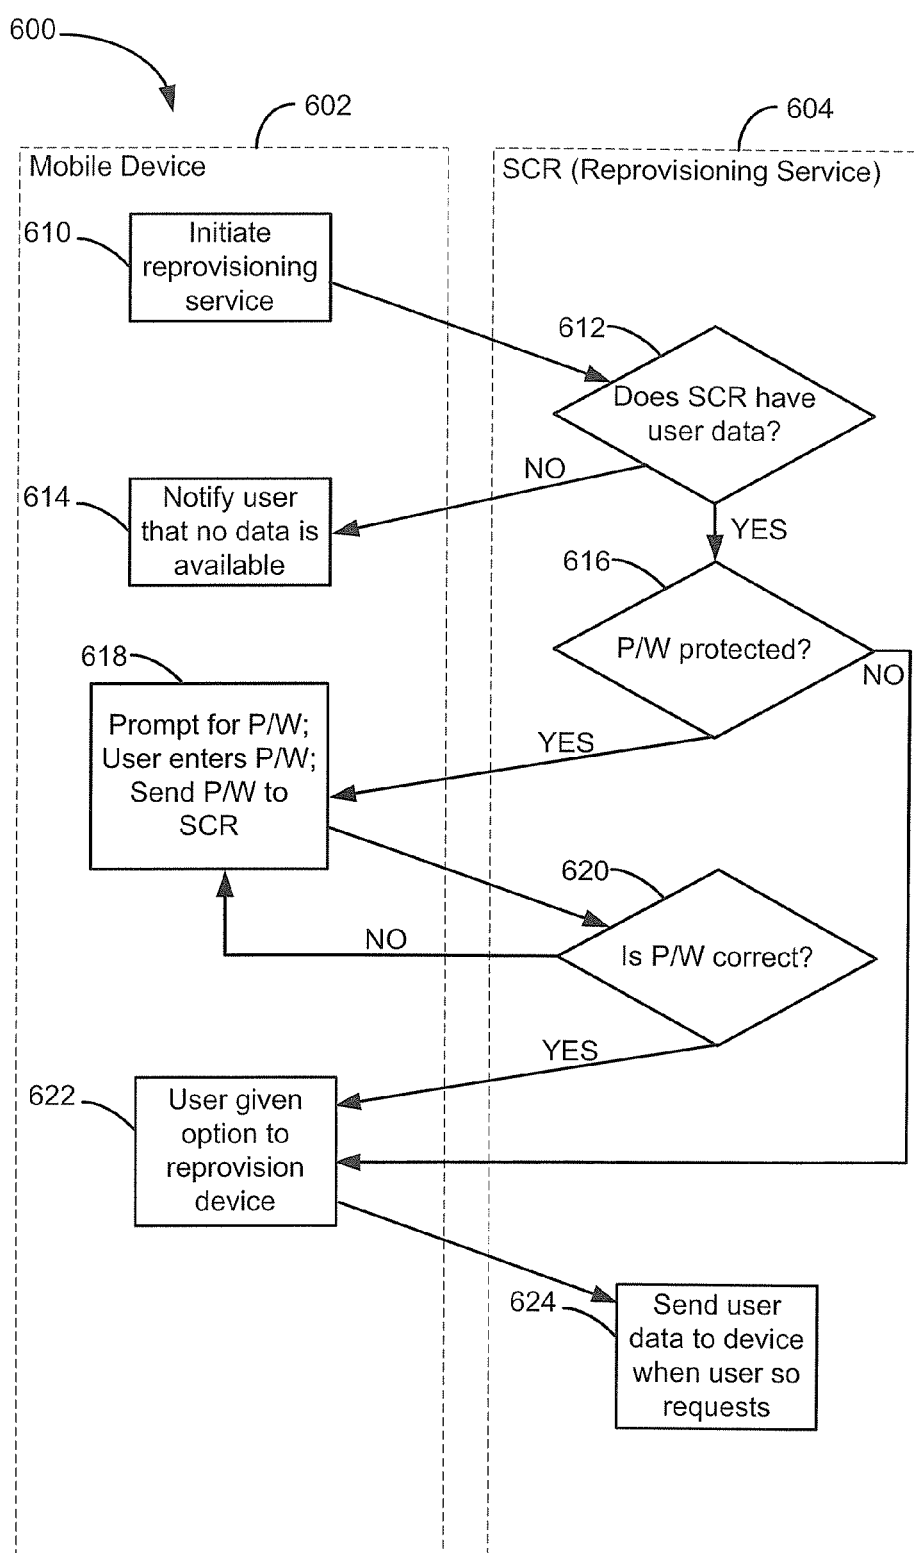 600
602
604
Mobile Device
SCR (Reprovisioning Service)
610
Initiate
reprovisioning
service
612
Does SCR have
user data?
NO
614
Notify user
that no data is
available
YES
616
P/W protected?
NO
618
Prompt for P/W;
User enters P/W;
Send P/W to
SCR
YES
620
Is P/W correct?
NO
YES
622
User given
option to
reprovision
device
624
Send user
data to device
when user so
requests